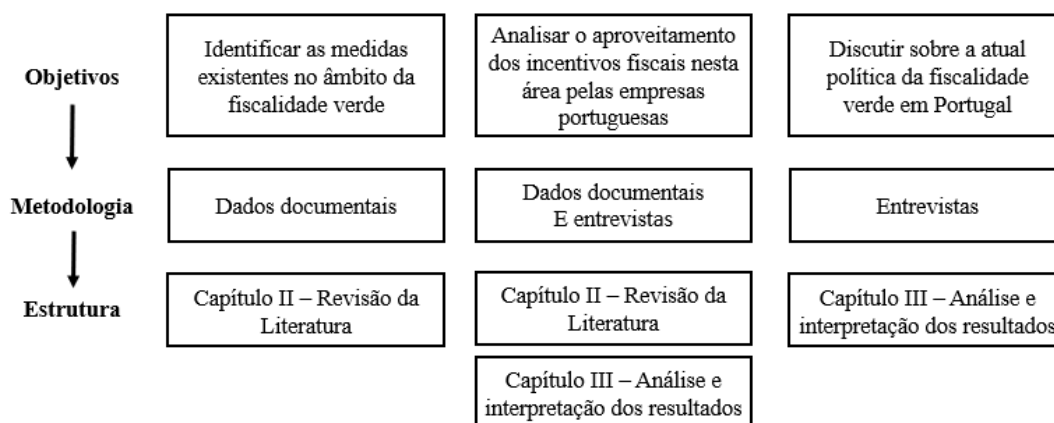 Objetivos
Identificar as medidas
existentes no âmbito da
fiscalidade verde
Analisar o aproveitamento
dos incentivos fiscais nesta
área pelas empresas
portuguesas
Discutir sobre a atual
política da fiscalidade
verde em Portugal
Metodologia
Dados documentais
Dados documentais
E entrevistas
Entrevistas
Estrutura
Capítulo II – Revisão da
Literatura
Capítulo II – Revisão da
Literatura
Capítulo III – Análise e
interpretação dos resultados
Capítulo III – Análise e
interpretação dos resultados